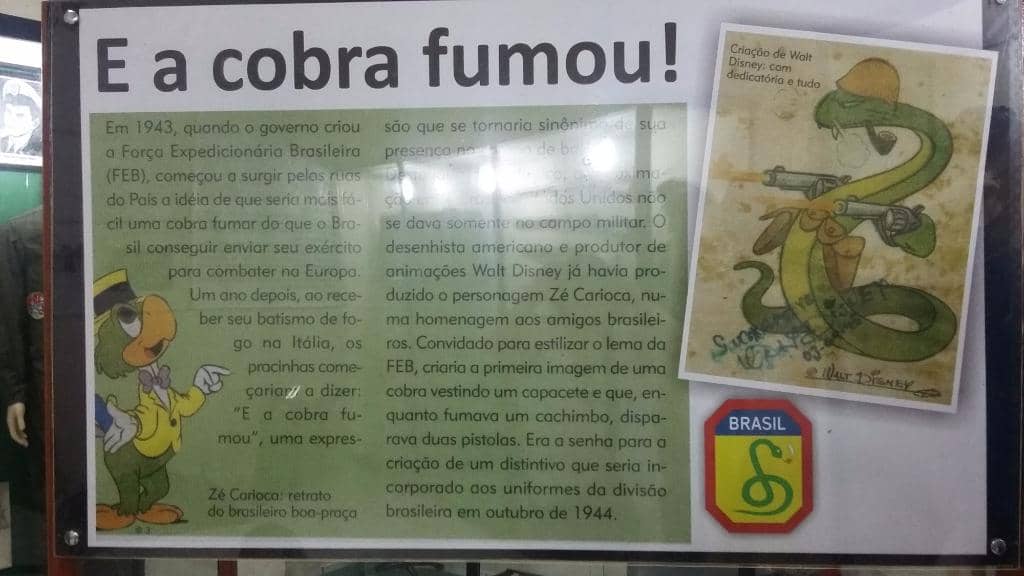 E a cobra fumou!
Em 1943, quando o governo criou
a Força Expedicionária Brasileira
(FEB), começou a surgir pelas ruas
do País a idéia de que seria mais fá-
cil uma cobra fumar do que o Bra-
sil conseguir enviar seu exército
para combater na Europa.
Um ano depois, ao rece-
ber seu batismo de fo-
go na Itália, os
pracinhas come-
çariam a dizer:
"E a cobra fu-
mou", uma expres-
são que se tornaria sinônimo de sua
presença no de
Unidos não
se dava somente no campo militar. O
desenhista americano e produtor de
animações Walt Disney já havia pro-
duzido o personagem Zé Carioca, nu-
ma homenagem aos amigos brasilei-
ros. Convidado para estilizar o lema da
FEB, criaria a primeira imagem de uma
cobra vestindo um capacete e que, en-
quanto fumava um cachimbo, dispa-
rava duas pistolas. Era a senha para a
criação de um distintivo que seria in-
corporado aos uniformes da divisão
brasileira em outubro de 1944.
Zé Carioca: retrato
do brasileiro boa-praça
Criação de Walt
Disney: com
dedicatória e tudo
© WALT DISNEY
BRASIL